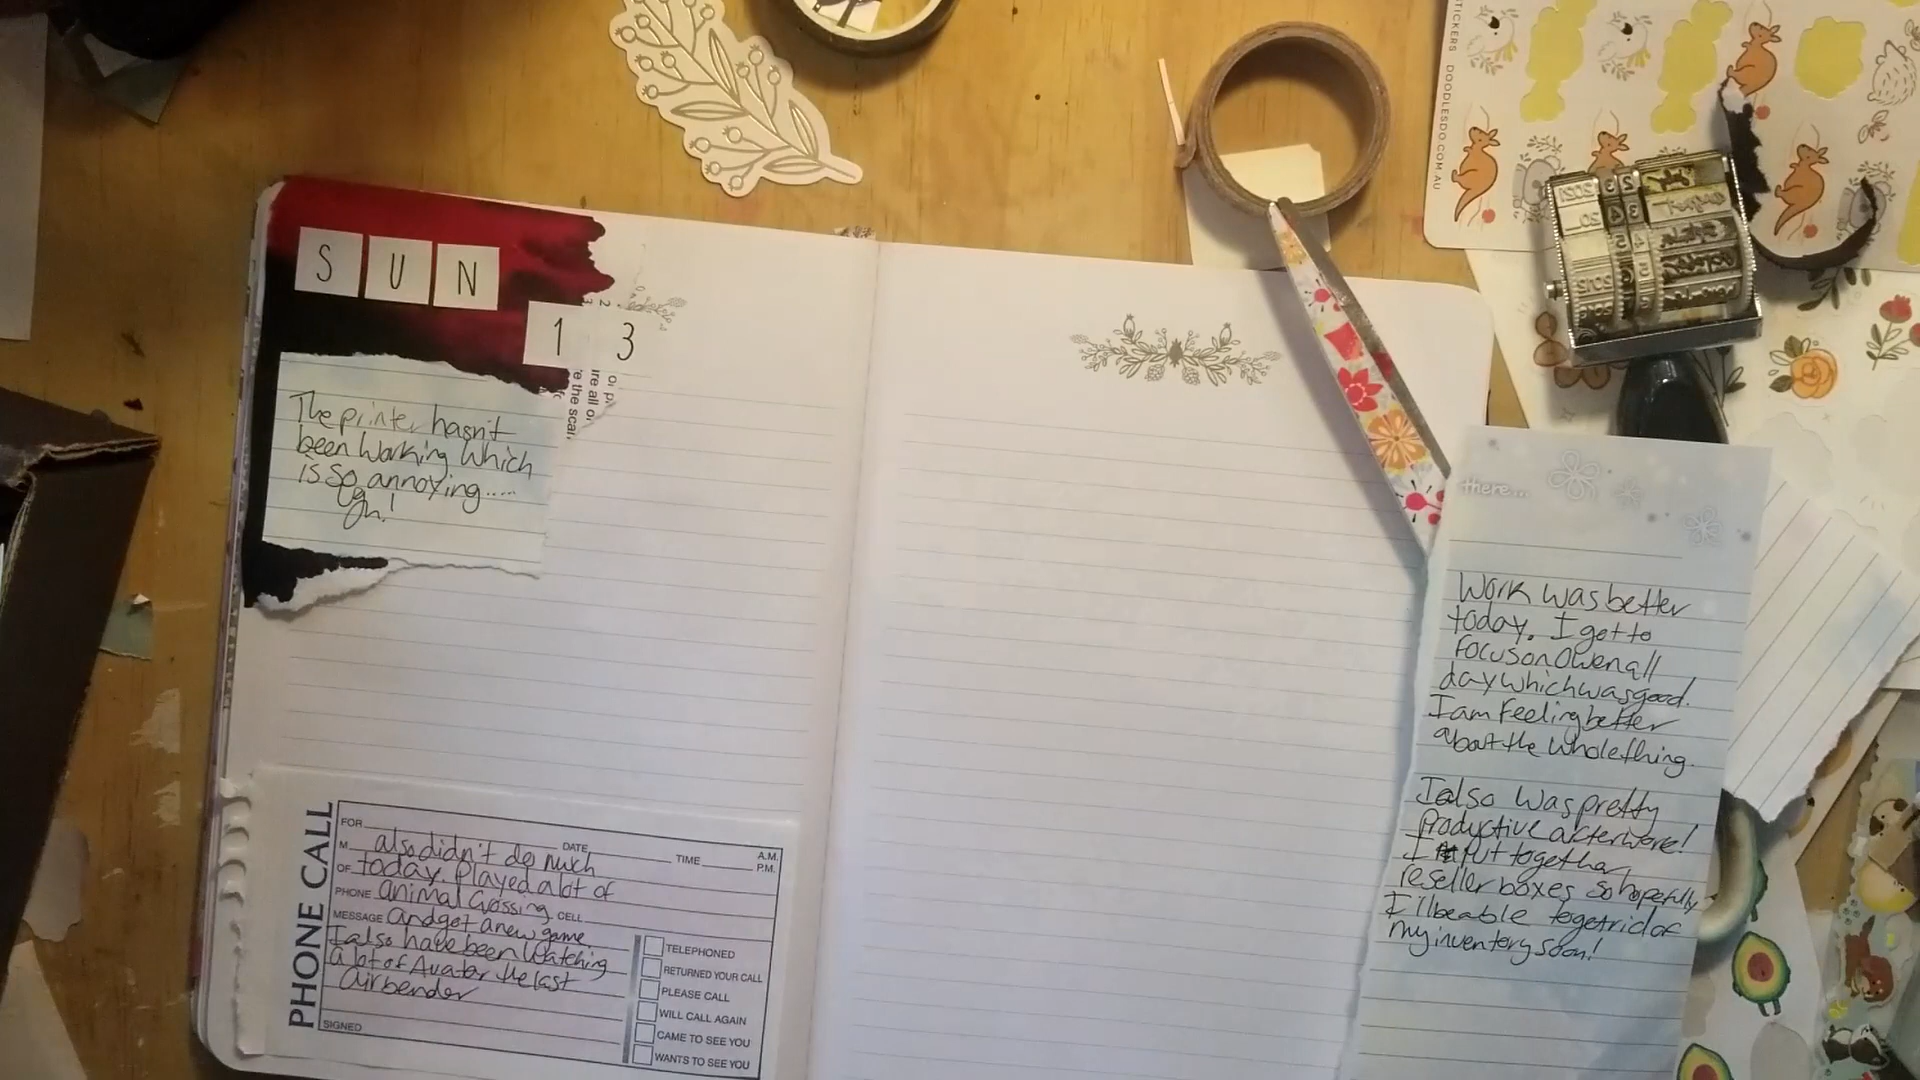 STICKERS DOODLESDO.COM.AU
S U N
1 3
The printer hasn't
been working which
is so annoying.....
Ugh!
there...
Work was better
today. I got to
focus on Owen all
day which was good.
I am feeling better
about the whole thing.
I also was pretty
productive
I put together
reseller boxes so hopefully
I'll be able to get rid of
my inventory soon!
PHONE CALL
FOR
DATE TIME A.M.
P.M.
M also didn't do much
OF today. Played a lot of
PHONE animal crossing CELL
MESSAGE and got a new game
I also have been watching
a lot of Avatar the last
airbender
SIGNED
TELEPHONED
RETURNED YOUR CALL
PLEASE CALL
WILL CALL AGAIN
CAME TO SEE YOU
WANTS TO SEE YOU